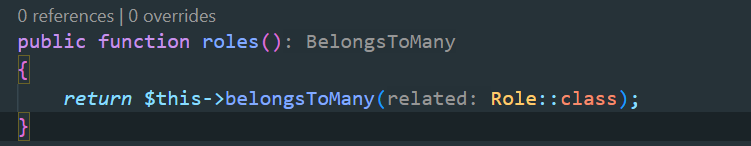 0 references | 0 overrides
public function roles(): BelongsToMany
{
return $this->belongsToMany(related: Role::class);
}